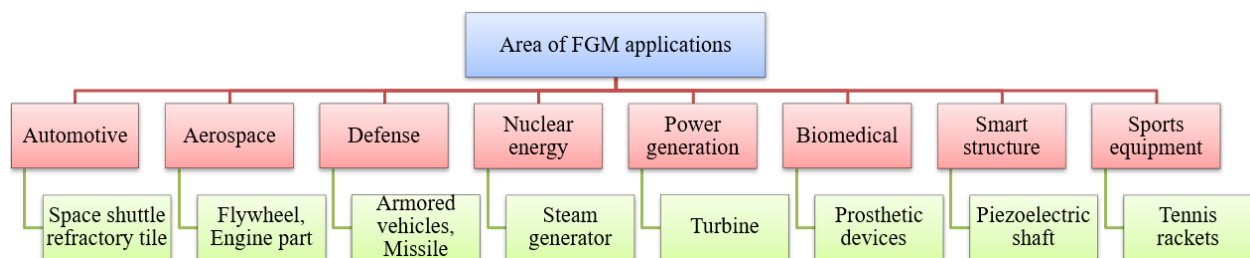 Area of FGM applications
Automotive
Aerospace
Defense
Nuclear
energy
Power
generation
Biomedical
Smart
structure
Sports
equipment
Space shuttle
refractory tile
Flywheel,
Engine part
Armored
vehicles,
Missile
Steam
generator
Turbine
Prosthetic
devices
Piezoelectric
shaft
Tennis
rackets